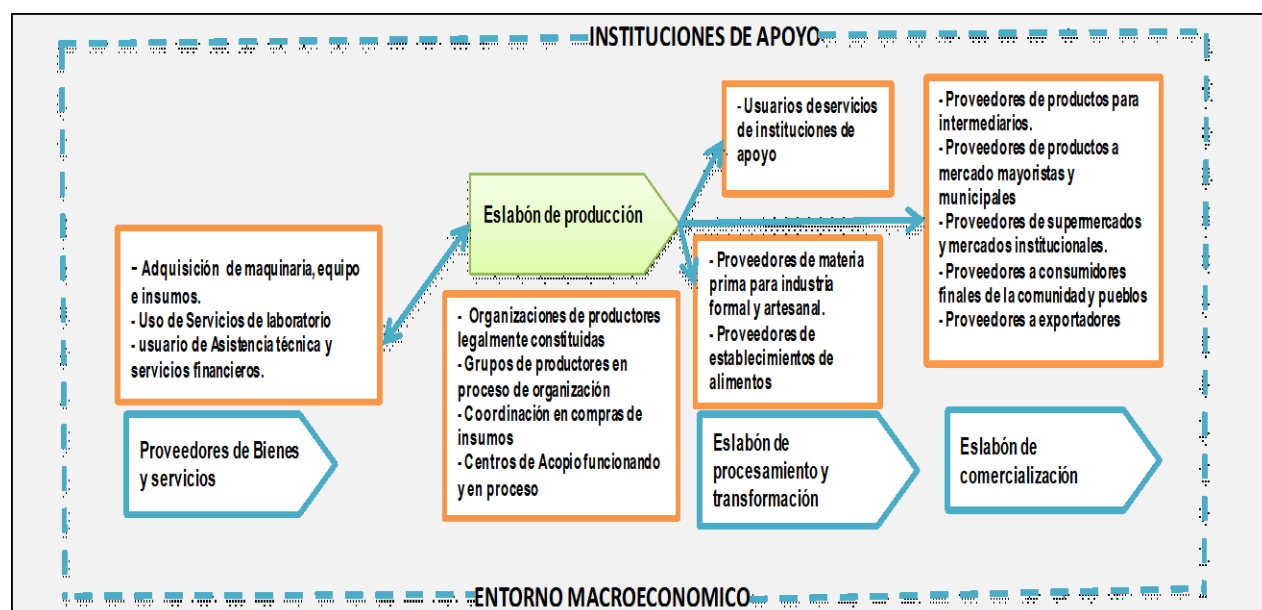 INSTITUCIONES DE APOYO
- Adquisición de maquinaria, equipo
e insumos.
- Uso de Servicios de laboratorio
- usuario de Asistencia técnica y
servicios financieros.
Proveedores de Bienes
y servicios
Eslabón de producción
- Organizaciones de productores
legalmente constituidas
- Grupos de productores en
proceso de organización
- Coordinación en compras de
insumos
- Centros de Acopio funcionando
y en proceso
- Usuarios de servicios
de instituciones de
apoyo
- Proveedores de materia
prima para industria
formal y artesanal.
- Proveedores de
establecimientos de
alimentos
Eslabón de
procesamiento y
transformación
- Proveedores de productos para
intermediarios.
- Proveedores de productos a
mercado mayoristas y
municipales
- Proveedores de supermercados
y mercados institucionales.
- Proveedores a consumidores
finales de la comunidad y pueblos
- Proveedores a exportadores
Eslabón de
comercialización
ENTORNO MACROECONOMICO